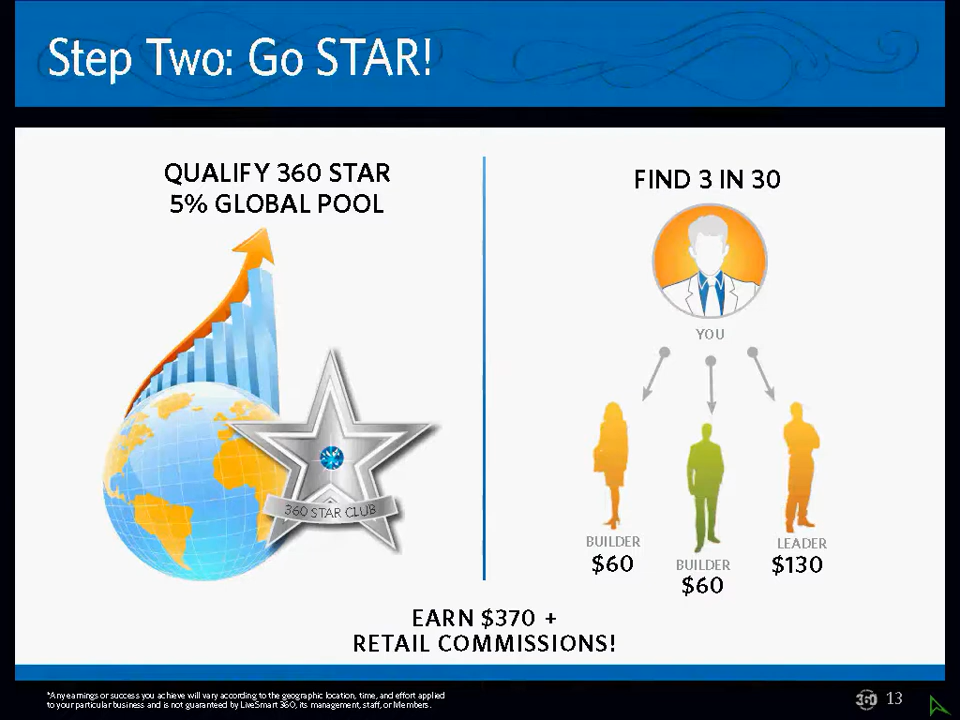 Step Two: Go STAR!
QUALIFY 360 STAR
5% GLOBAL POOL
360 STAR CLUB
FIND 3 IN 30
YOU
BUILDER
$60
BUILDER
$60
LEADER
$130
EARN $370 +
RETAIL COMMISSIONS!
*Any earnings or success you achieve will vary according to the geographic location, time, and effort applied
to your particular business and is not guaranteed by LiveSmart 360, its management, staff, or Members.
360 13